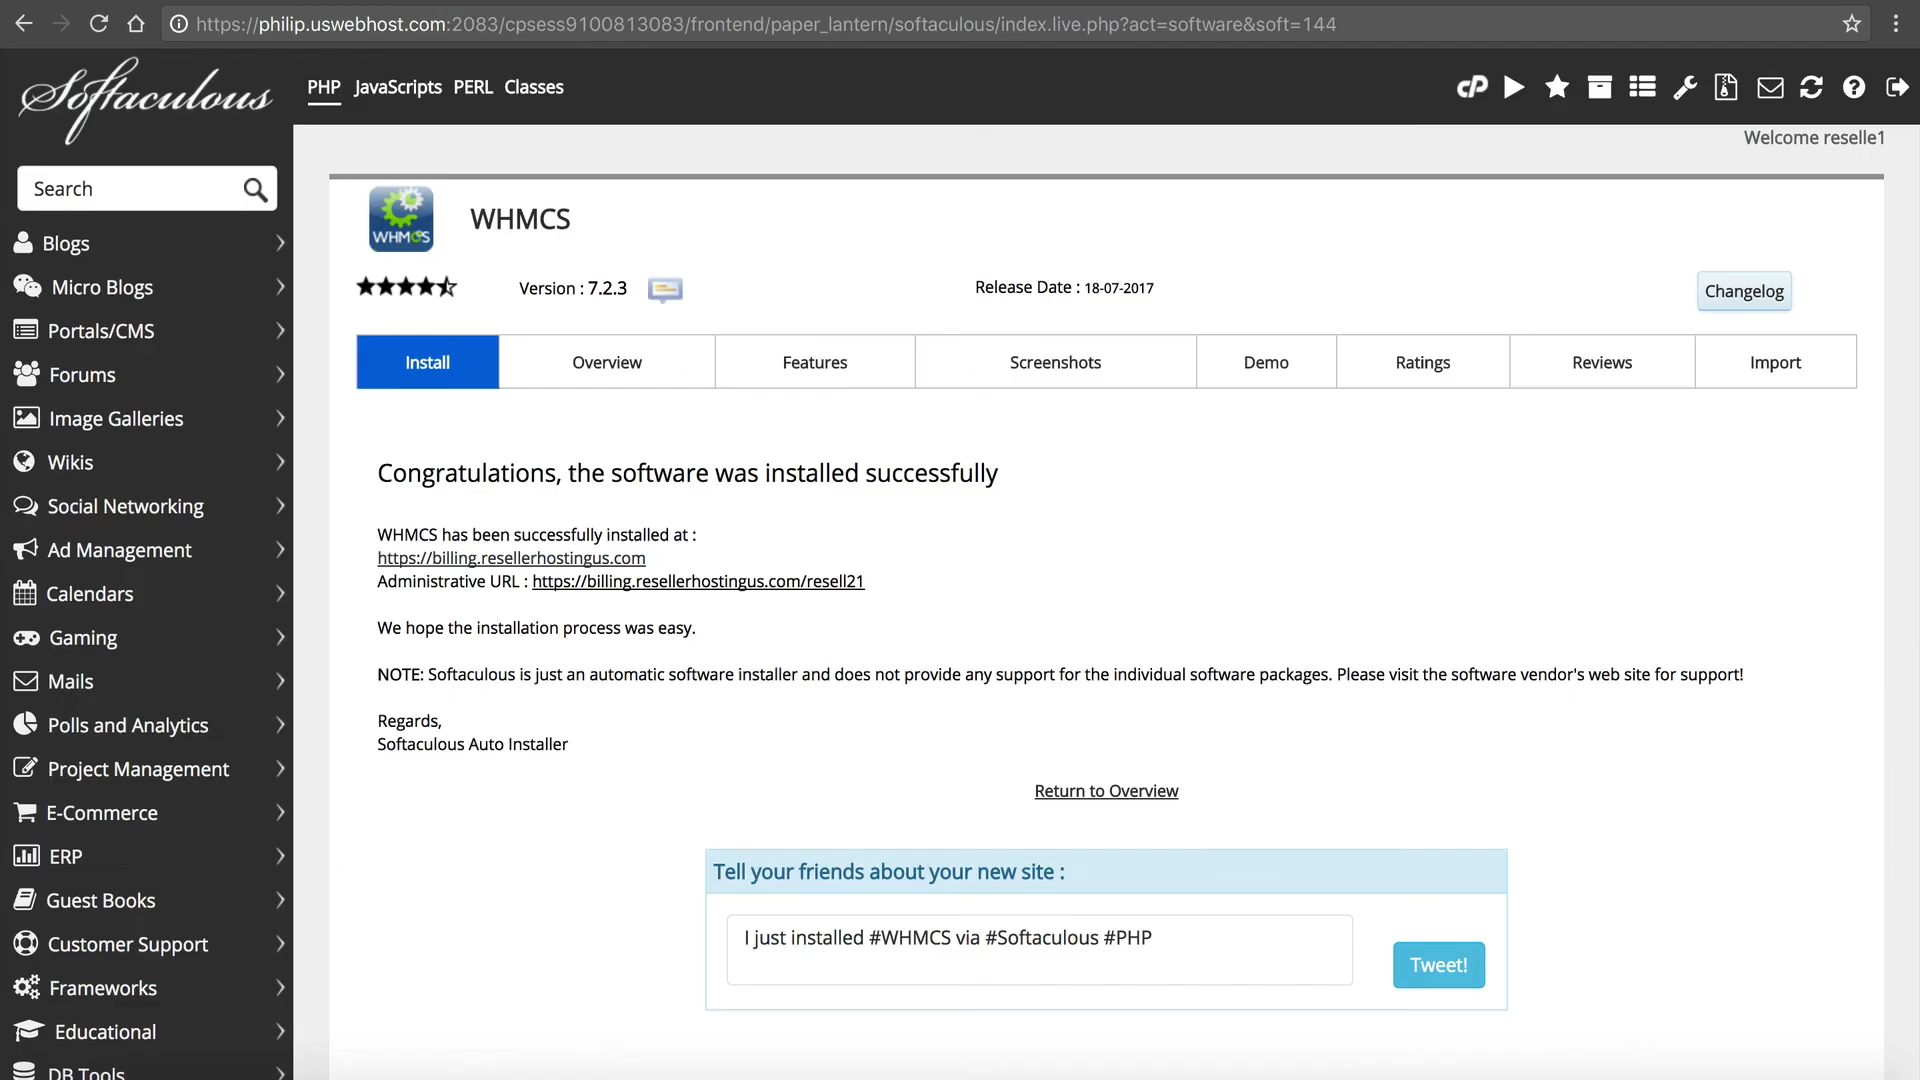 https://philip.uswebhost.com:2083/cpsess9100813083/frontend/paper_lantern/softaculous/index.live.php?act=software&soft=144
Softaculous
PHP JavaScripts PERL Classes
cP
Welcome reselle1
Search
Blogs
Micro Blogs
Portals/CMS
Forums
Image Galleries
Wikis
Social Networking
Ad Management
Calendars
Gaming
Mails
Polls and Analytics
Project Management
E-Commerce
ERP
Guest Books
Customer Support
Frameworks
Educational
DB Tools
WHMCS
WHMCS
Version : 7.2.3
Release Date : 18-07-2017
Changelog
Install Overview Features Screenshots Demo Ratings Reviews Import
Congratulations, the software was installed successfully
WHMCS has been successfully installed at :
https://billing.resellerhostingus.com
Administrative URL : https://billing.resellerhostingus.com/resell21
We hope the installation process was easy.
NOTE: Softaculous is just an automatic software installer and does not provide any support for the individual software packages. Please visit the software vendor's web site for support!
Regards,
Softaculous Auto Installer
Return to Overview
Tell your friends about your new site :
I just installed #WHMCS via #Softaculous #PHP
Tweet!